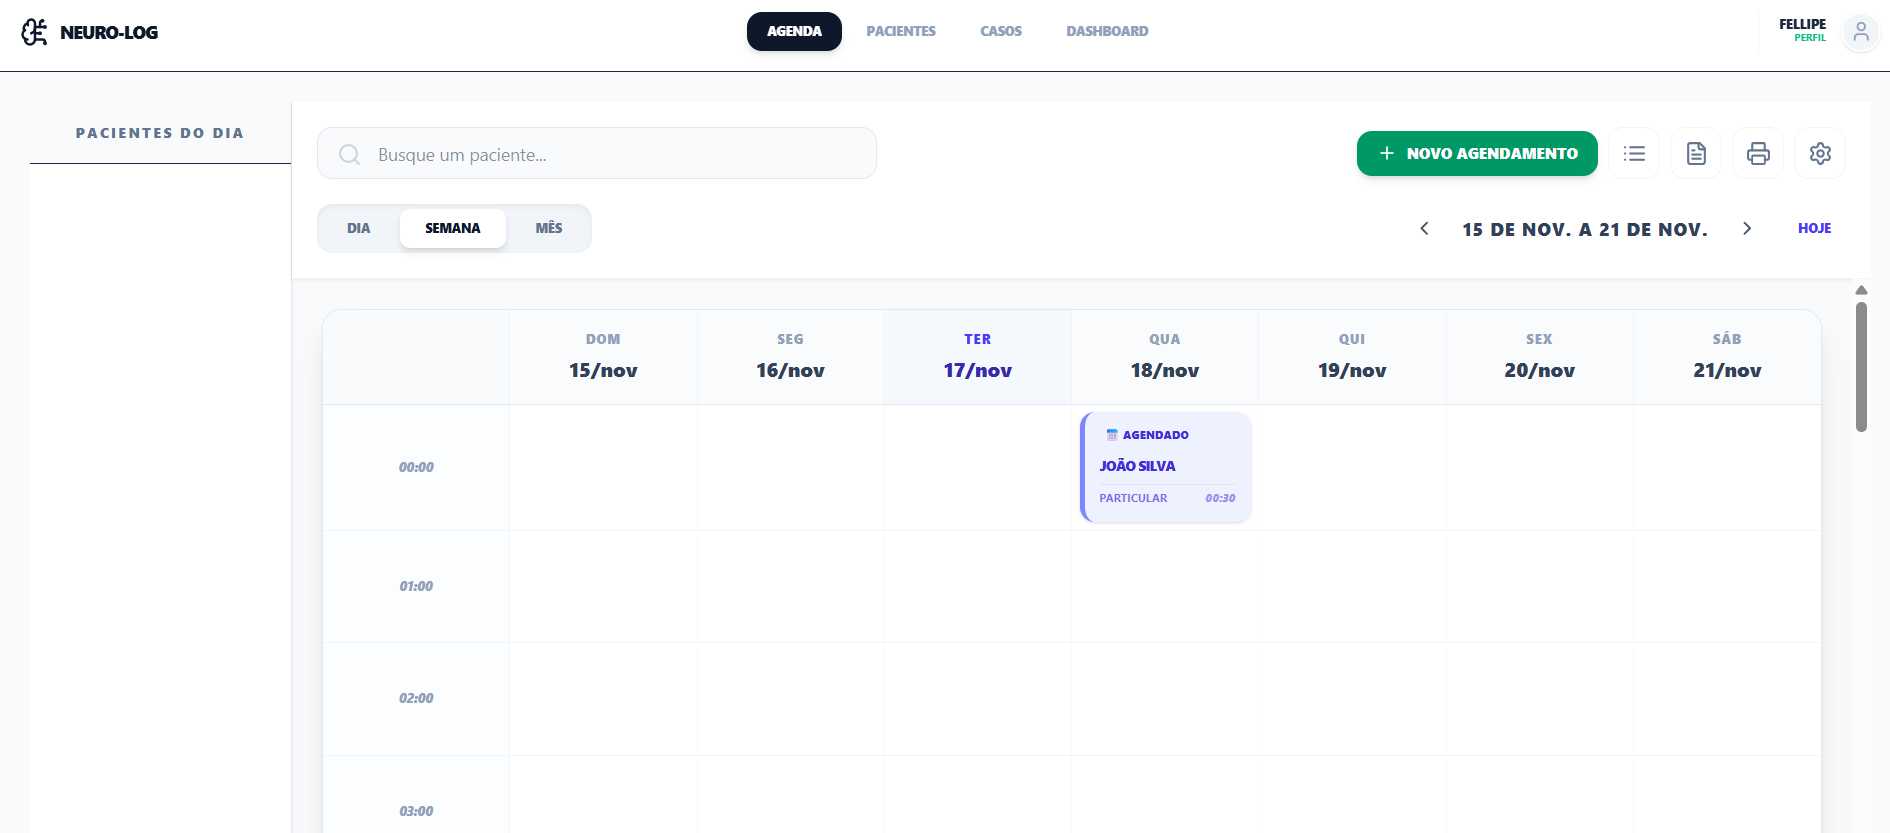 NEURO-LOG
AGENDA
PACIENTES
CASOS
DASHBOARD
FELLIPE
PERFIL
PACIENTES DO DIA
Busque um paciente...
NOVO AGENDAMENTO
DIA
SEMANA
MÊS
15 DE NOV. A 21 DE NOV.
HOJE
DOM
15/nov
SEG
16/nov
TER
17/nov
QUA
18/nov
QUI
19/nov
SEX
20/nov
SÁB
21/nov
00:00
AGENDADO
JOÃO SILVA
PARTICULAR 00:30
01:00
02:00
03:00